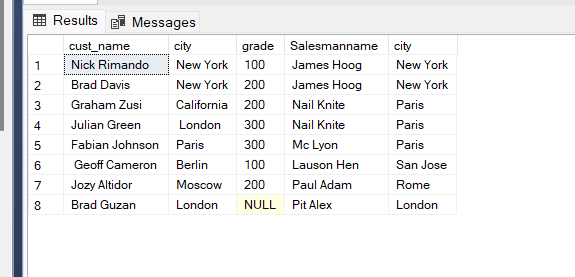 Results Messages
cust_name city grade Salesmanname city
1 Nick Rimando New York 100 James Hoog New York
2 Brad Davis New York 200 James Hoog New York
3 Graham Zusi California 200 Nail Knite Paris
4 Julian Green London 300 Nail Knite Paris
5 Fabian Johnson Paris 300 Mc Lyon Paris
6 Geoff Cameron Berlin 100 Lauson Hen San Jose
7 Jozy Altidor Moscow 200 Paul Adam Rome
8 Brad Guzan London NULL Pit Alex London